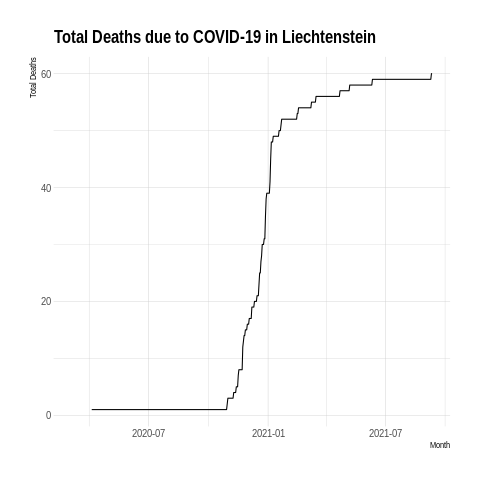 Total Deaths due to COVID-19 in Liechtenstein
Total Deaths
60
40
20
0
2020-07 2021-01 2021-07
Month